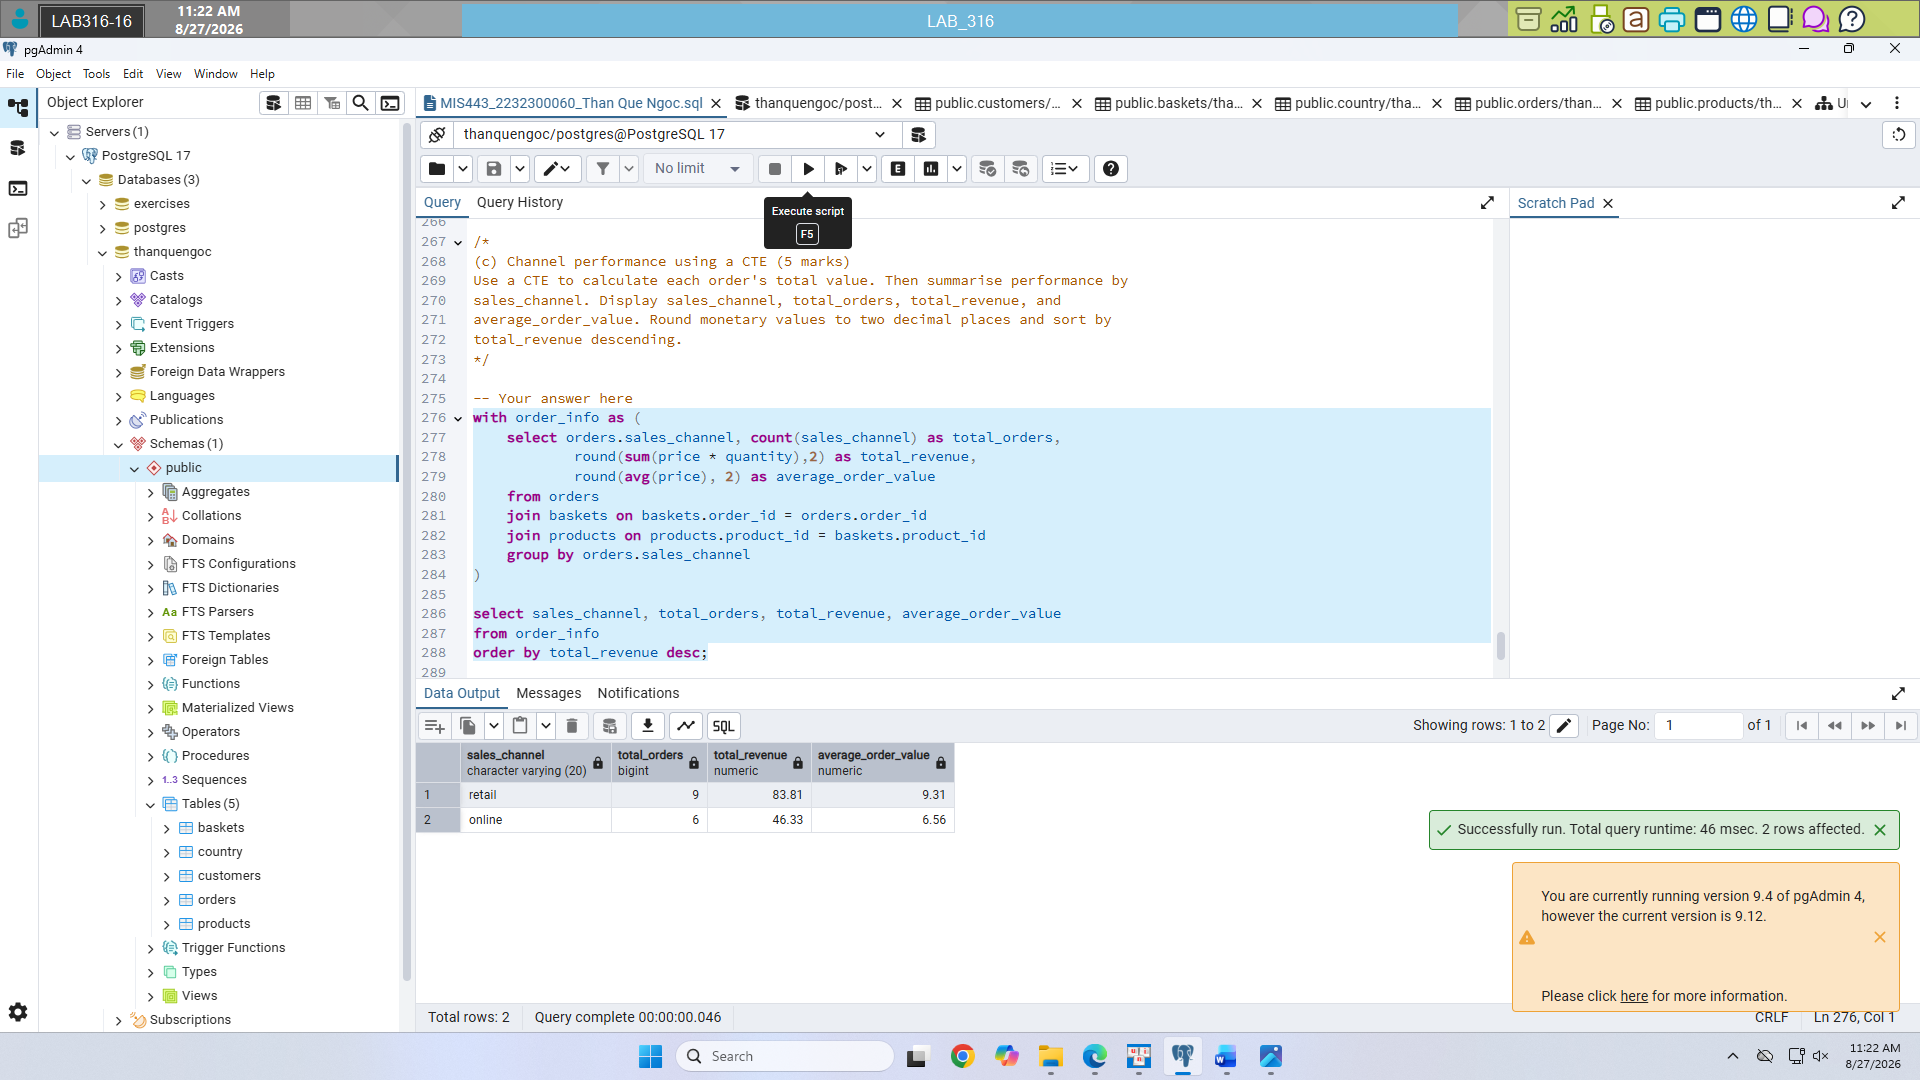 LAB316-16
11:22 AM
8/27/2026
LAB_316
pgAdmin 4
File Object Tools Edit View Window Help
Object Explorer
MIS443_2232300060_Than Que Ngoc.sql
thanquengoc/post...
public.customers/...
public.baskets/tha...
public.country/tha...
public.orders/than...
public.products/th...
Servers (1)
PostgreSQL 17
Databases (3)
exercises
postgres
thanquengoc
Casts
Catalogs
Event Triggers
Extensions
Foreign Data Wrappers
Languages
Publications
Schemas (1)
public
Aggregates
Collations
Domains
FTS Configurations
FTS Dictionaries
FTS Parsers
FTS Templates
Foreign Tables
Functions
Materialized Views
Operators
Procedures
1..3 Sequences
Tables (5)
baskets
country
customers
orders
products
Trigger Functions
Types
Views
Subscriptions
thanquengoc/postgres@PostgreSQL 17
No limit
Execute script
F5
Query Query History
Scratch Pad
266
267 /*
268 (c) Channel performance using a CTE (5 marks)
269 Use a CTE to calculate each order's total value. Then summarise performance by
270 sales_channel. Display sales_channel, total_orders, total_revenue, and
271 average_order_value. Round monetary values to two decimal places and sort by
272 total_revenue descending.
273 */
274
275 -- Your answer here
276 with order_info as (
277 select orders.sales_channel, count(sales_channel) as total_orders,
278 round(sum(price * quantity),2) as total_revenue,
279 round(avg(price), 2) as average_order_value
280 from orders
281 join baskets on baskets.order_id = orders.order_id
282 join products on products.product_id = baskets.product_id
283 group by orders.sales_channel
284 )
285
286 select sales_channel, total_orders, total_revenue, average_order_value
287 from order_info
288 order by total_revenue desc;
289
Data Output Messages Notifications
SQL
Showing rows: 1 to 2
Page No: 1 of 1
sales_channel total_orders total_revenue average_order_value
character varying (20) bigint numeric numeric
1 retail 9 83.81 9.31
2 online 6 46.33 6.56
Successfully run. Total query runtime: 46 msec. 2 rows affected.
You are currently running version 9.4 of pgAdmin 4,
however the current version is 9.12.
Please click here for more information.
Total rows: 2 Query complete 00:00:00.046
CRLF Ln 276, Col 1
Search
11:22 AM
8/27/2026